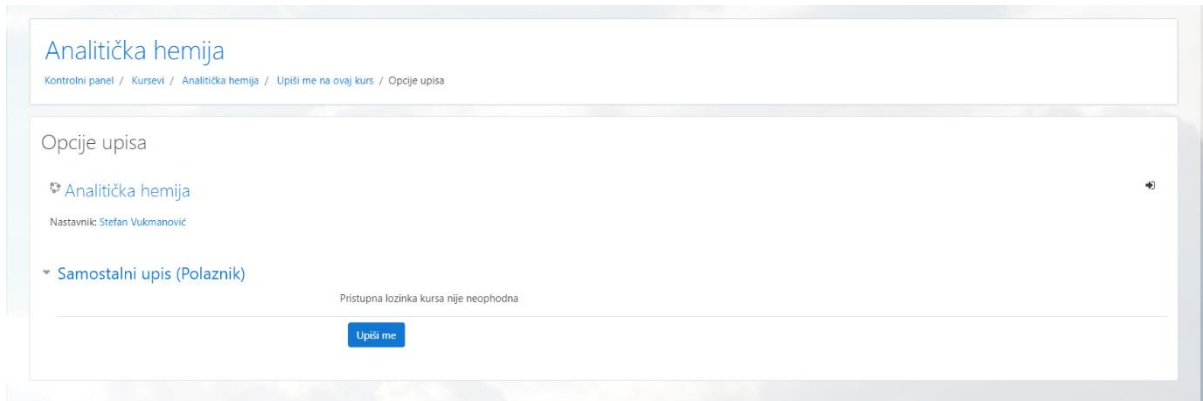 Analitička hemija
Kontrolni panel / Kursevi / Analitička hemija / Upiši me na ovaj kurs / Opcije upisa
Opcije upisa
Analitička hemija
Nastavnik: Stefan Vukmanović
Samostalni upis (Polaznik)
Pristupna lozinka kursa nije neophodna
Upiši me